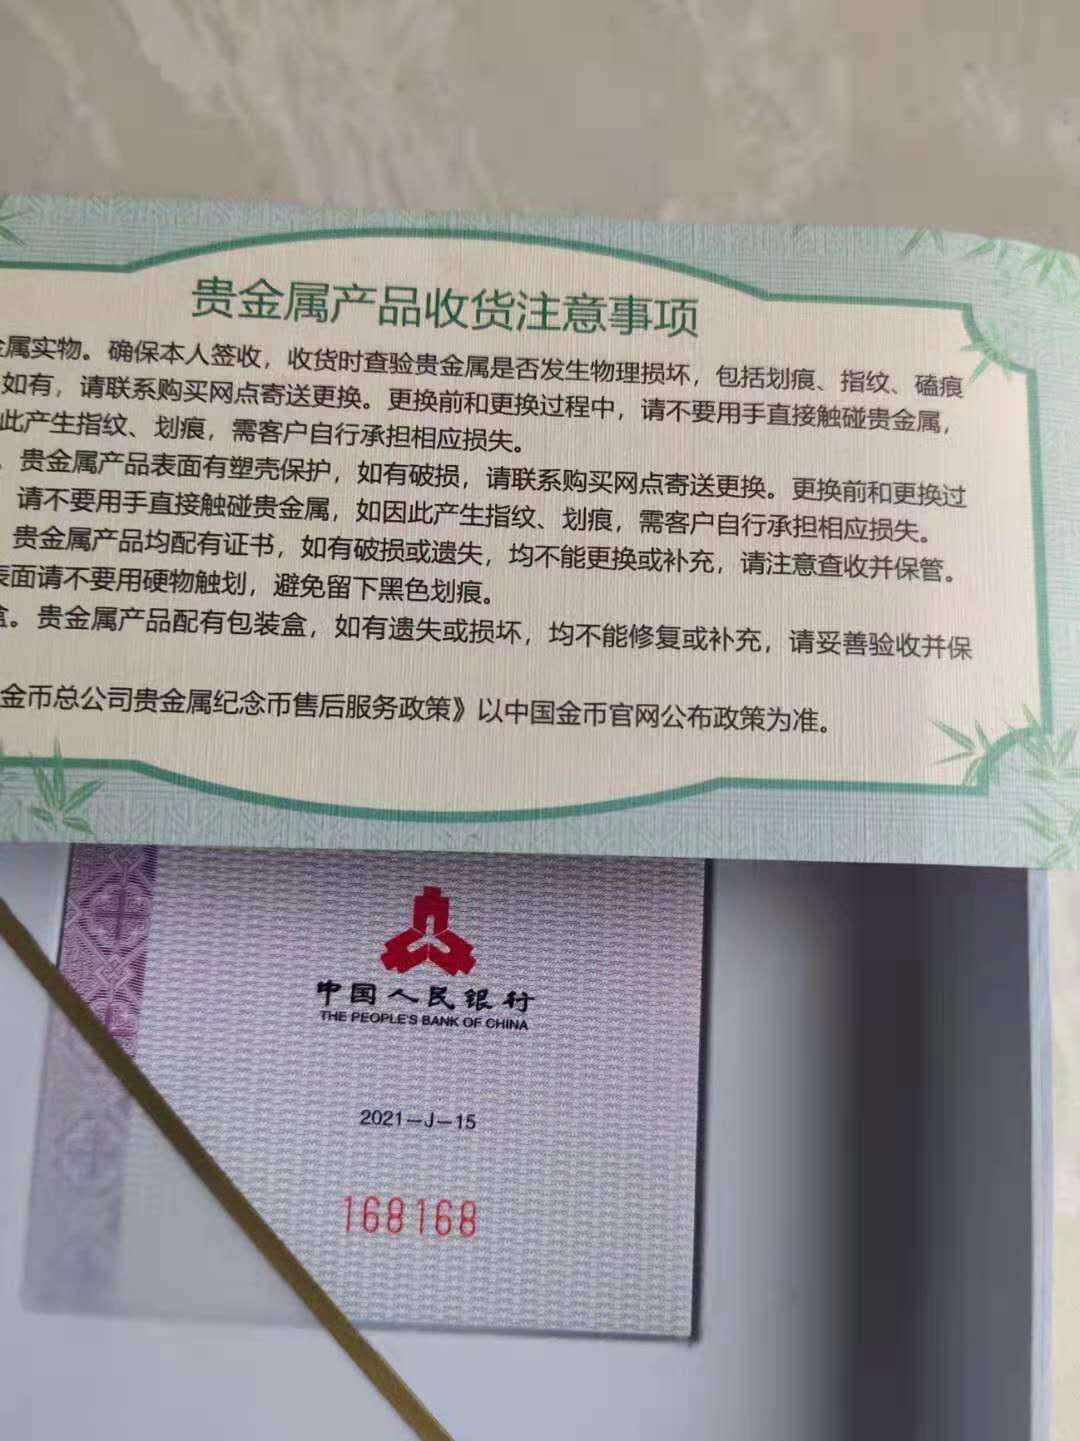 贵金属产品收货注意事项
金属实物。确保本人签收，收货时查验贵金属是否发生物理损坏，包括划痕、指纹、磕痕
如有，请联系购买网点寄送更换。更换前和更换过程中，请不要用手直接触碰贵金属，
此产生指纹、划痕，需客户自行承担相应损失。
贵金属产品表面有塑壳保护，如有破损，请联系购买网点寄送更换。更换前和更换过
请不要用手直接触碰贵金属，如因此产生指纹、划痕，需客户自行承担相应损失。
贵金属产品均配有证书，如有破损或遗失，均不能更换或补充，请注意查收并保管。
表面请不要用硬物触划，避免留下黑色划痕。
盒。贵金属产品配有包装盒，如有遗失或损坏，均不能修复或补充，请妥善验收并保
金币总公司贵金属纪念币售后服务政策》以中国金币官网公布政策为准。
中国人民银行
THE PEOPLE'S BANK OF CHINA
2021-J-15
168168